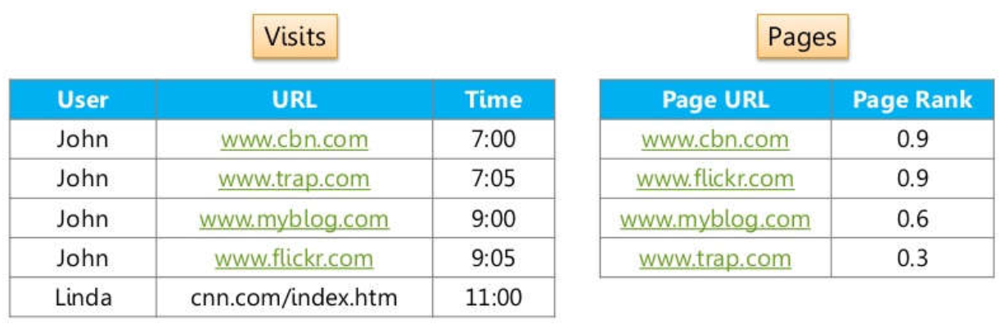 Visits
User URL Time
John www.cbn.com 7:00
John www.trap.com 7:05
John www.myblog.com 9:00
John www.flickr.com 9:05
Linda cnn.com/index.htm 11:00
Pages
Page URL Page Rank
www.cbn.com 0.9
www.flickr.com 0.9
www.myblog.com 0.6
www.trap.com 0.3